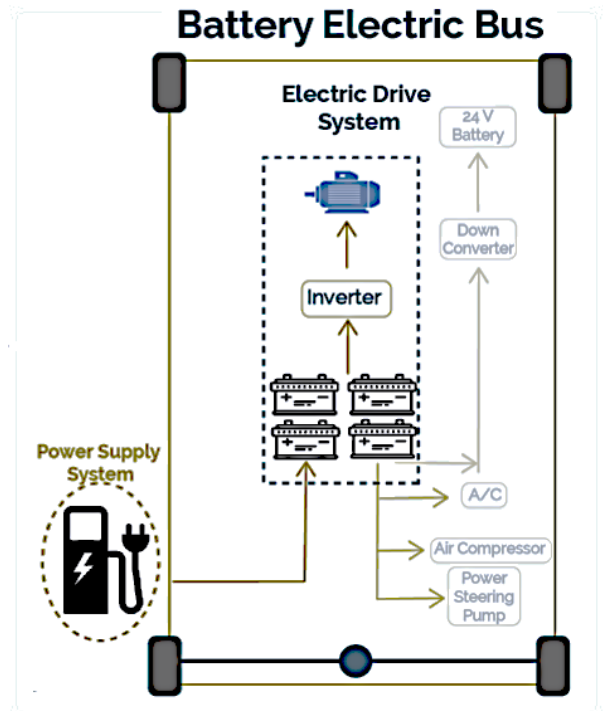 Battery Electric Bus
Electric Drive
System
24 V
Battery
Down
Converter
Inverter
Power Supply
System
A/C
Air Compressor
Power
Steering
Pump